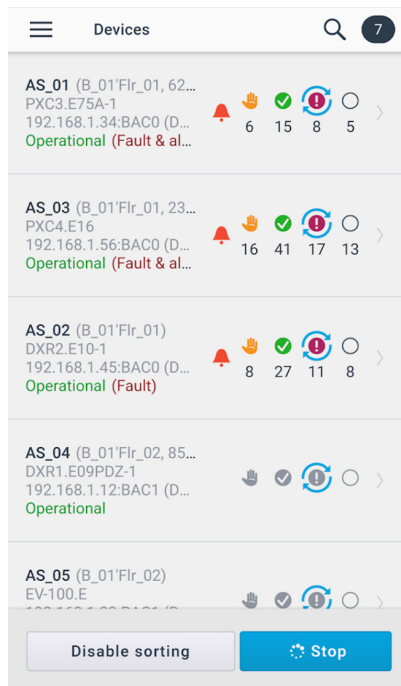 Devices 7
AS_01 (B_01'Flr_01, 62...
PXC3.E75A-1
192.168.1.34:BAC0 (D...
Operational (Fault & al...
6 15 8 5
AS_03 (B_01'Flr_01, 23...
PXC4.E16
192.168.1.56:BAC0 (D...
Operational (Fault & al...
16 41 17 13
AS_02 (B_01'Flr_01)
DXR2.E10-1
192.168.1.45:BAC0 (D...
Operational (Fault)
8 27 11 8
AS_04 (B_01'Flr_02, 85...
DXR1.E09PDZ-1
192.168.1.12:BAC1 (D...
Operational
AS_05 (B_01'Flr_02)
EV-100.E
Disable sorting Stop